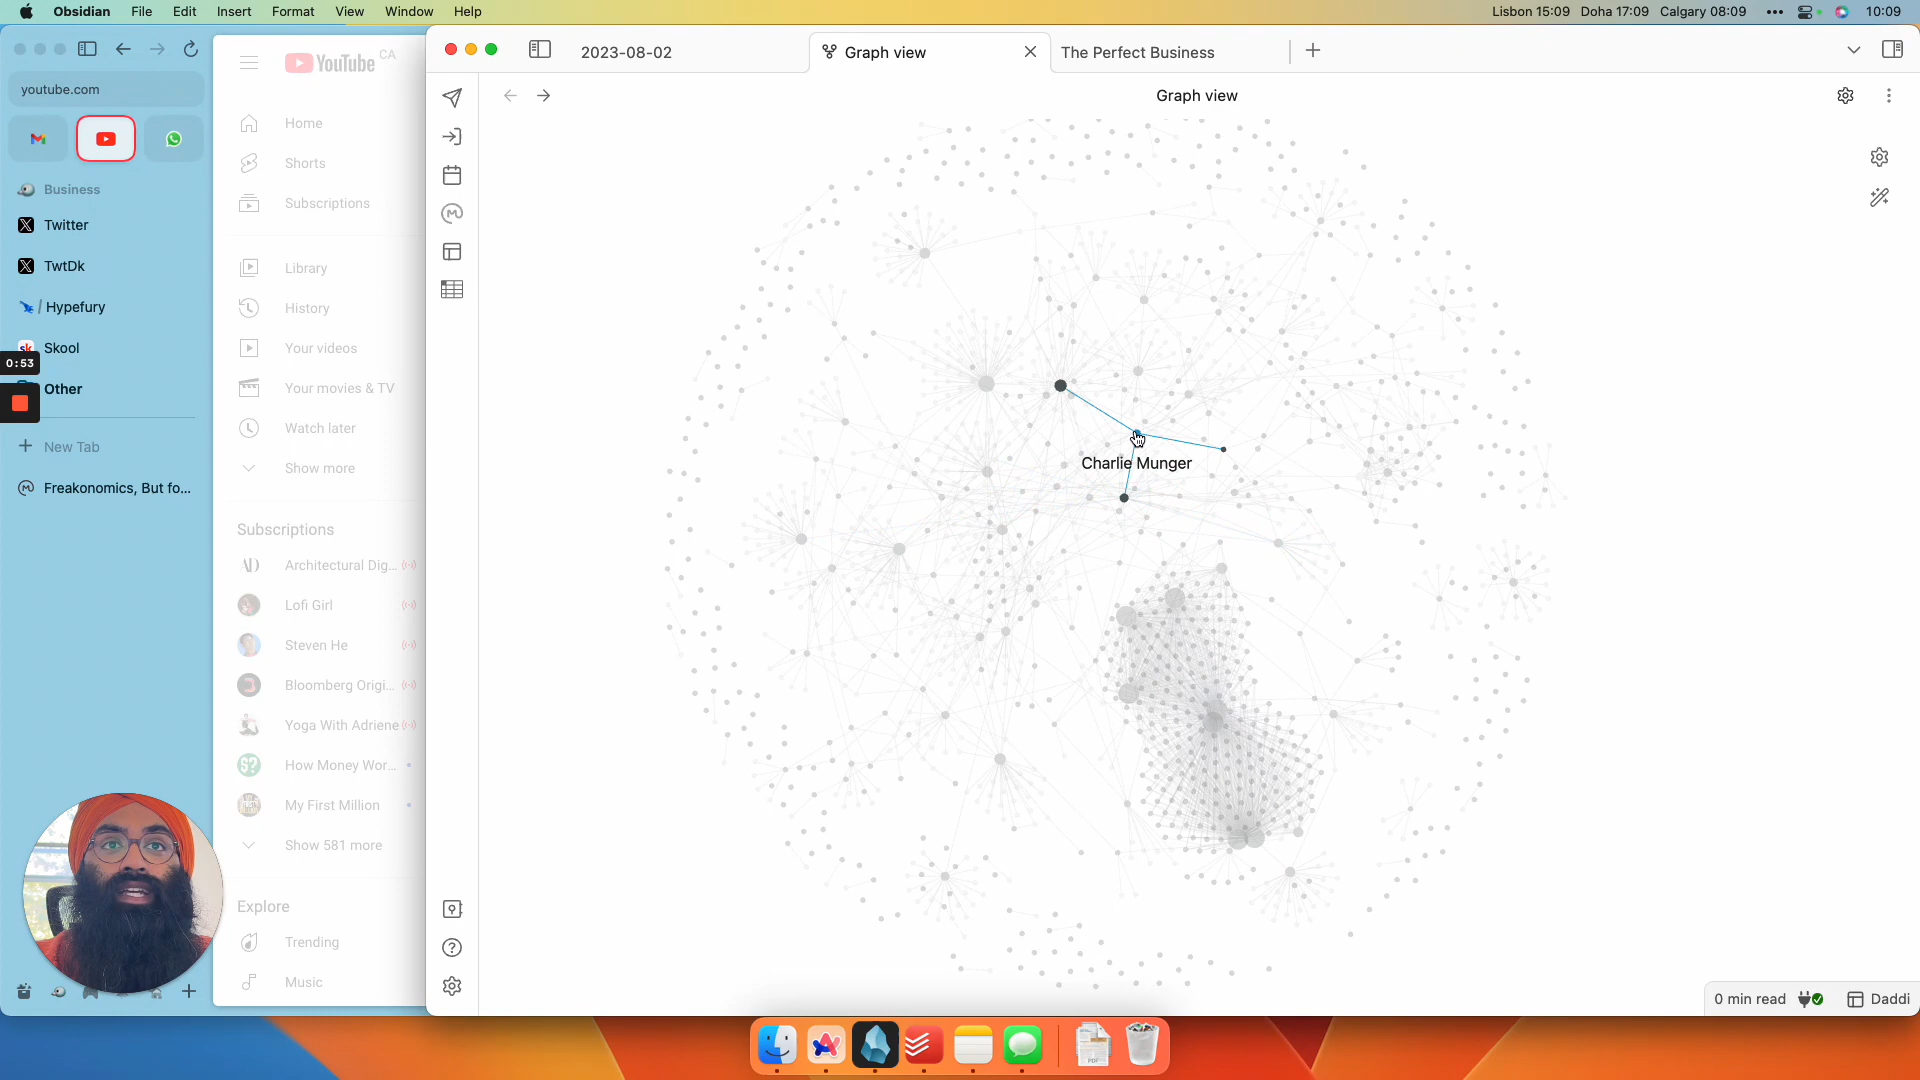 Obsidian File Edit Insert Format View Window Help
Lisbon 15:09 Doha 17:09 Calgary 08:09 10:09
youtube.com
Business
Twitter
TwtDk
/ Hypefury
Skool
0:53
Other
New Tab
Freakonomics, But fo...
YouTube CA
Home
Shorts
Subscriptions
Library
History
Your videos
Your movies & TV
Watch later
Show more
Subscriptions
Architectural Dig...
Lofi Girl
Steven He
Bloomberg Origi...
Yoga With Adriene
How Money Wor...
My First Million
Show 581 more
Explore
Trending
Music
2023-08-02
Graph view
The Perfect Business
Graph view
Charlie Munger
0 min read
Daddi